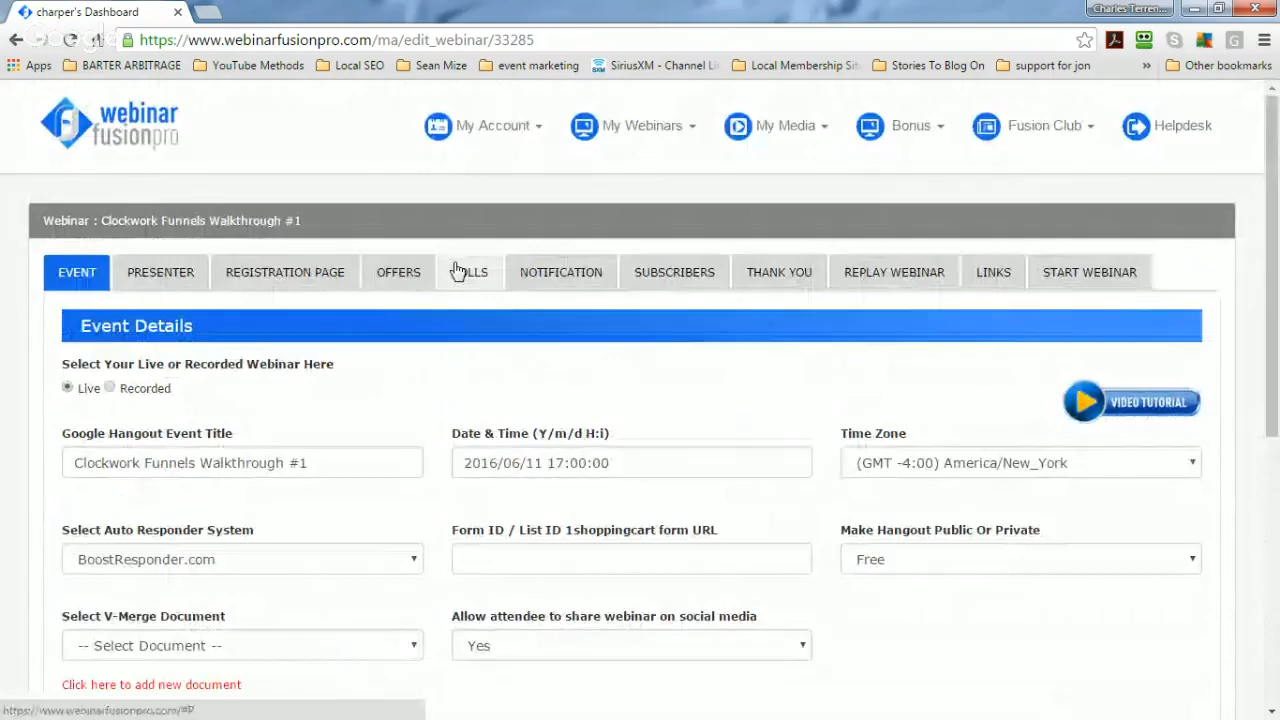 charper's Dashboard
Charles Terren...
https://www.webinarfusionpro.com/ma/edit_webinar/33285
Apps BARTER ARBITRAGE YouTube Methods Local SEO Sean Mize event marketing SiriusXM - Channel Li Local Membership Sit Stories To Blog On support for jon » Other bookmarks
webinar
fusionpro
My Account My Webinars My Media Bonus Fusion Club Helpdesk
Webinar : Clockwork Funnels Walkthrough #1
EVENT PRESENTER REGISTRATION PAGE OFFERS NOTIFICATION SUBSCRIBERS THANK YOU REPLAY WEBINAR LINKS START WEBINAR
Event Details
Select Your Live or Recorded Webinar Here
Live Recorded
VIDEO TUTORIAL
Google Hangout Event Title Date & Time (Y/m/d H:i) Time Zone
Clockwork Funnels Walkthrough #1 2016/06/11 17:00:00 (GMT -4:00) America/New_York
Select Auto Responder System Form ID / List ID 1shoppingcart form URL Make Hangout Public Or Private
BoostResponder.com Free
Select V-Merge Document Allow attendee to share webinar on social media
-- Select Document -- Yes
Click here to add new document
https://www.webinarfusionpro.com/#